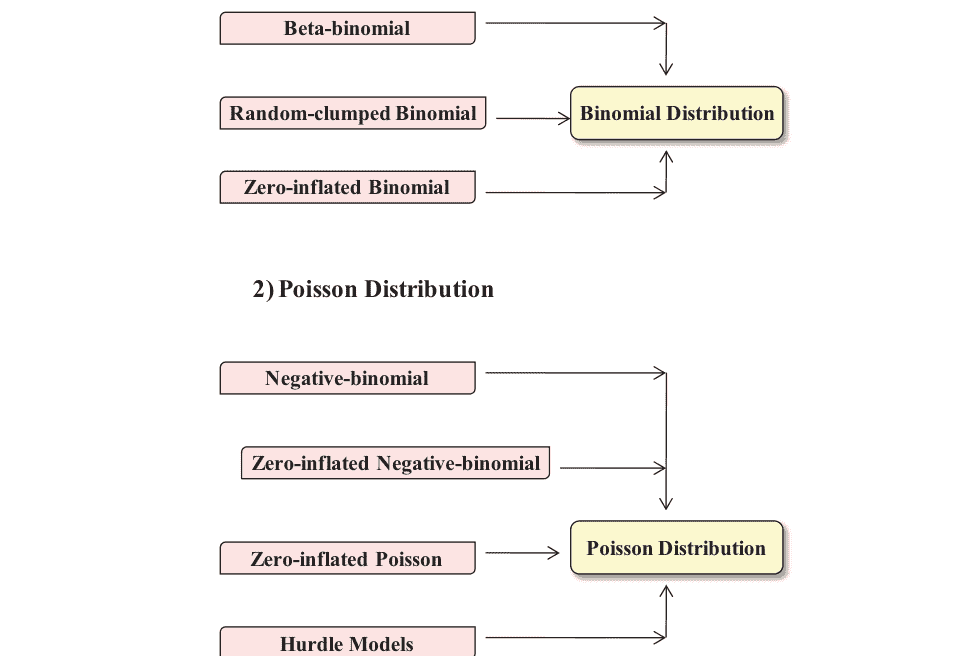 Beta-binomial
Random-clumped Binomial
Binomial Distribution
Zero-inflated Binomial
2) Poisson Distribution
Negative-binomial
Zero-inflated Negative-binomial
Poisson Distribution
Zero-inflated Poisson
Hurdle Models